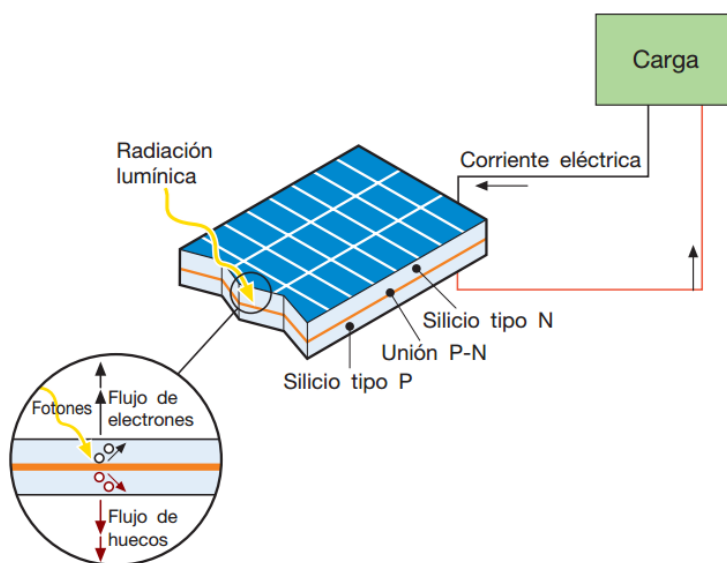 Carga
Radiación
lumínica
Corriente eléctrica
Silicio tipo N
Unión P-N
Silicio tipo P
Fotones
Flujo de
electrones
Flujo de
huecos